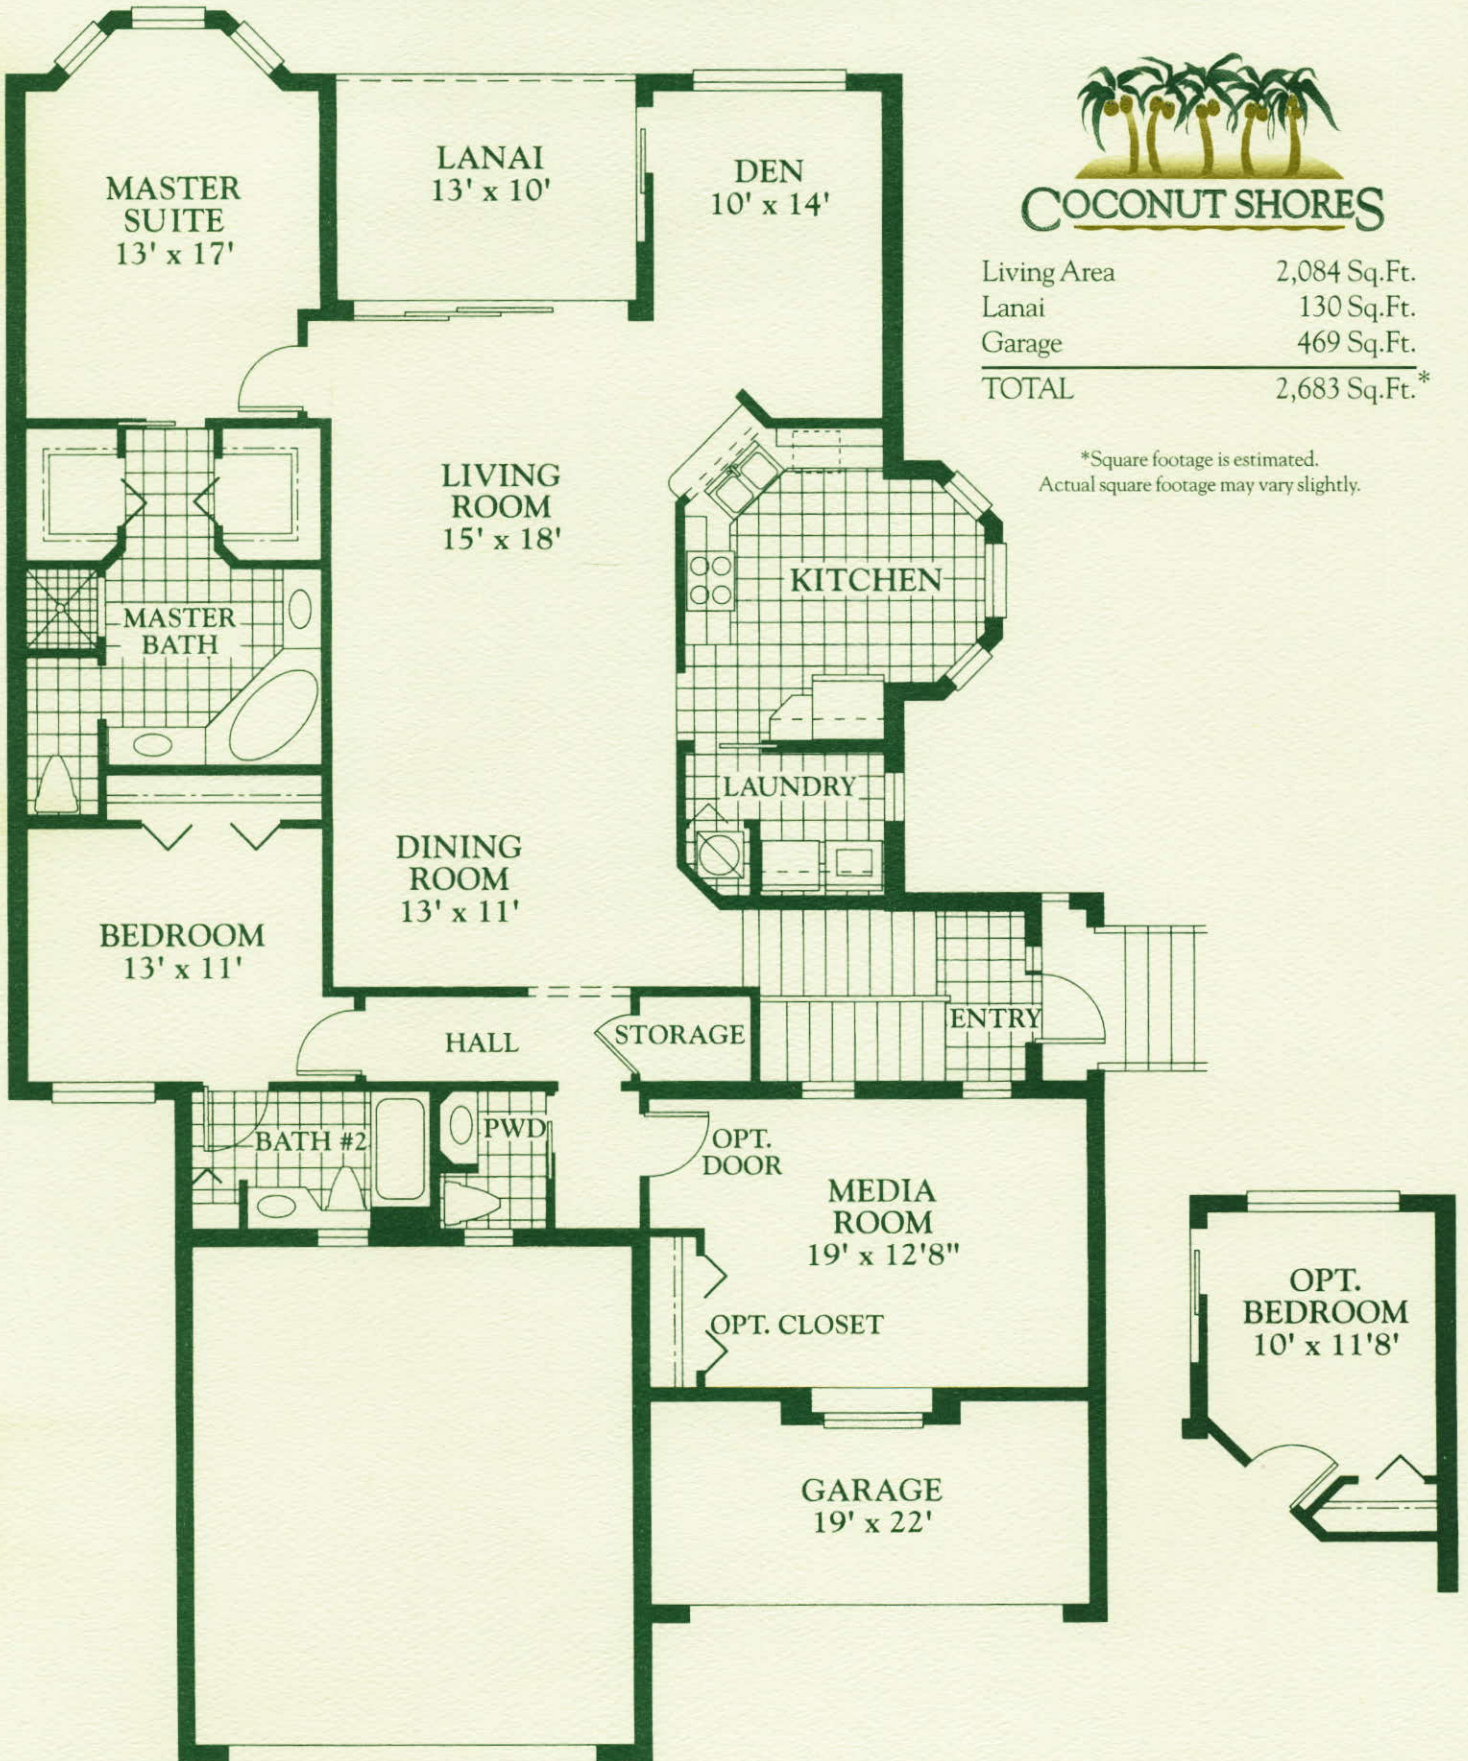 MASTER
SUITE
13' x 17'
LANAI
13' x 10'
DEN
10' x 14'
COCONUT SHORES
Living Area 2,084 Sq.Ft.
Lanai 130 Sq.Ft.
Garage 469 Sq.Ft.
TOTAL 2,683 Sq.Ft.*
*Square footage is estimated.
Actual square footage may vary slightly.
LIVING
ROOM
15' x 18'
KITCHEN
MASTER
BATH
LAUNDRY
DINING
ROOM
13' x 11'
BEDROOM
13' x 11'
HALL
STORAGE
ENTRY
BATH #2
PWD
OPT.
DOOR
MEDIA
ROOM
19' x 12'8"
OPT. CLOSET
GARAGE
19' x 22'
OPT.
BEDROOM
10' x 11'8'